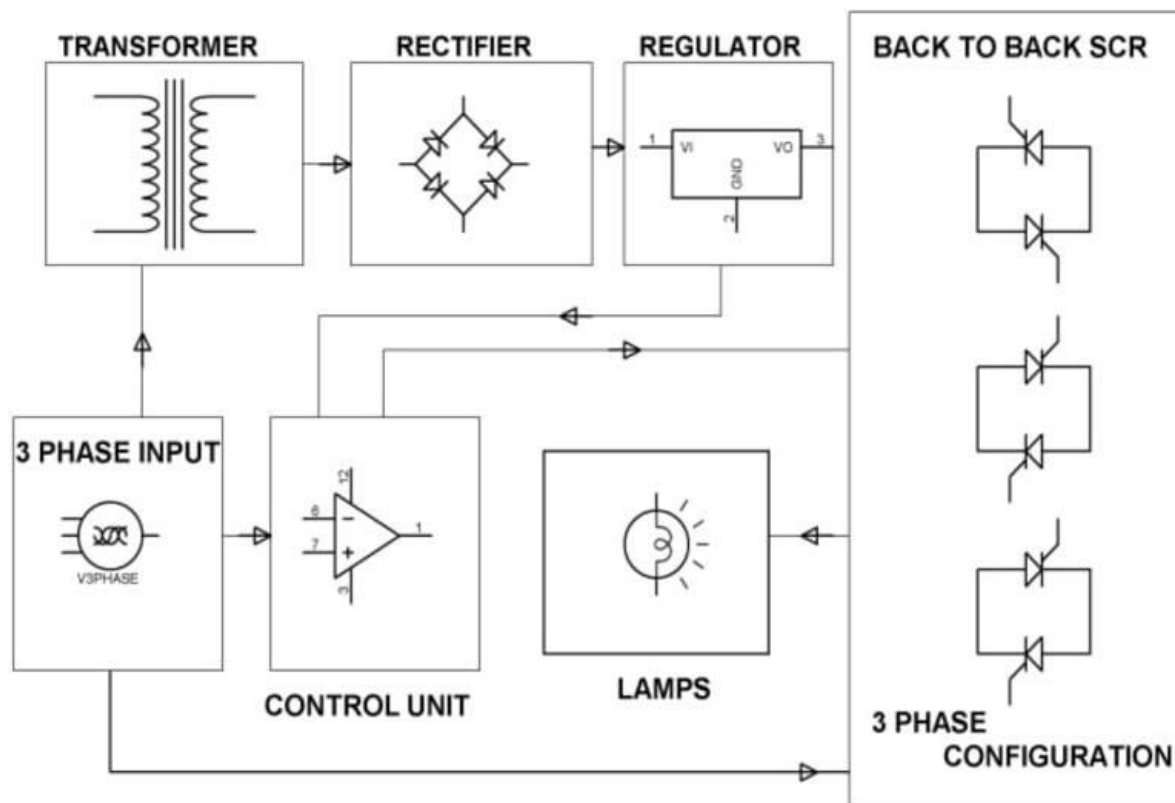 TRANSFORMER
RECTIFIER
REGULATOR
BACK TO BACK SCR
1
VI
VO
3
GND
2
3 PHASE INPUT
V3PHASE
6
7
12
3
1
CONTROL UNIT
LAMPS
3 PHASE
CONFIGURATION